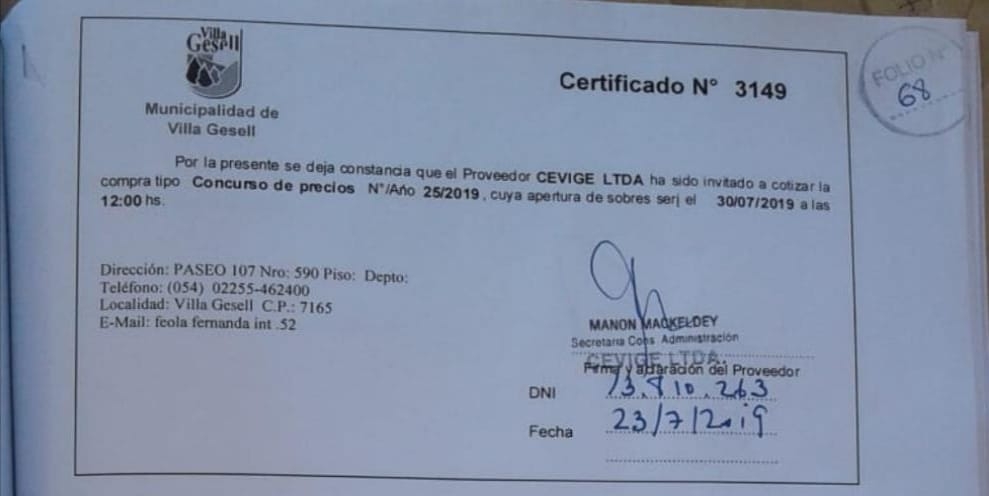 Villa
Gesell
Municipalidad de
Villa Gesell
Certificado N° 3149
FOLIO N°
68
Por la presente se deja constancia que el Proveedor CEVIGE LTDA ha sido invitado a cotizar la
compra tipo Concurso de precios N°/Año 25/2019, cuya apertura de sobres serį el 30/07/2019 a las
12:00 hs.
Dirección: PASEO 107 Nro: 590 Piso: Depto:
Teléfono: (054) 02255-462400
Localidad: Villa Gesell C.P.: 7165
E-Mail: feola fernanda int .52
MANON MACKELDEY
Secretaria Cons. Administración
CEVIGE LTDA.
Firma y aclaración del Proveedor
DNI 13.810.263
Fecha 23/7/2019